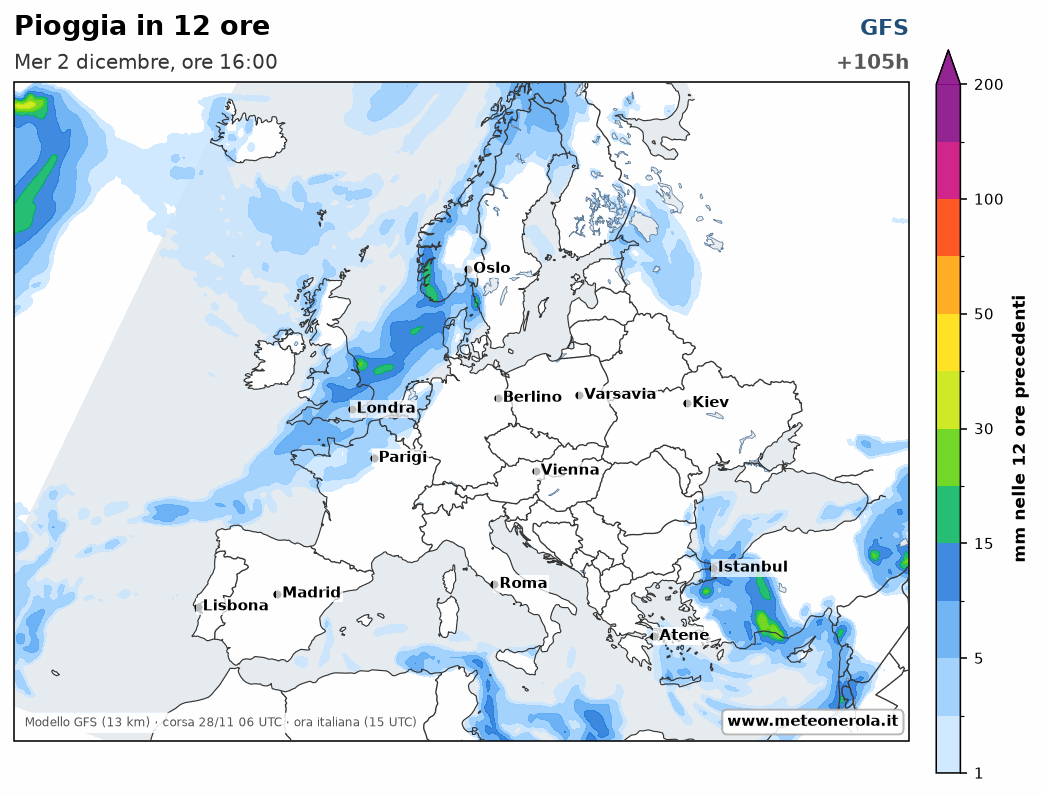 Pioggia in 12 ore
GFS
Mer 2 dicembre, ore 16:00
+105h
200
100
50
30
15
5
1
mm nelle 12 ore precedenti
Oslo
Londra
Berlino
Varsavia
Kiev
Parigi
Vienna
Istanbul
Roma
Madrid
Lisbona
Atene
Modello GFS (13 km) · corsa 28/11 06 UTC · ora italiana (15 UTC)
www.meteonerola.it